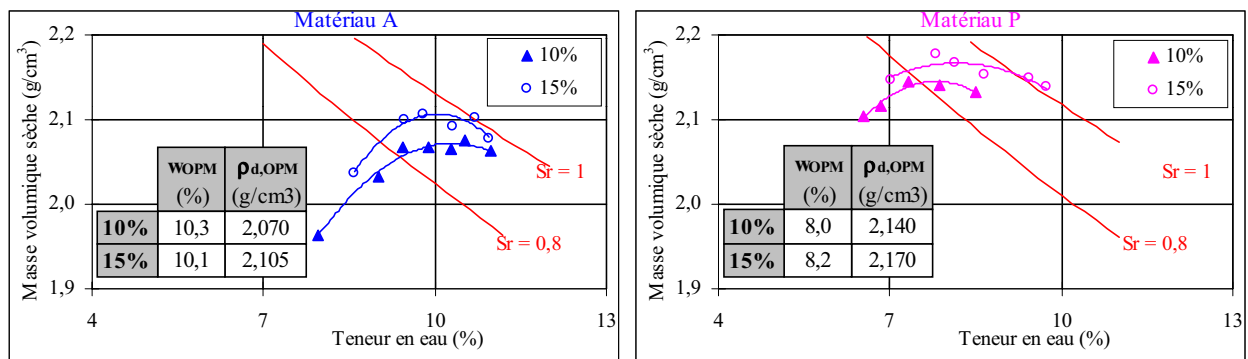 Matériau A
Masse volumique sèche (g/cm³)
2,2
2,1
2,0
1,9
4
7
10
13
Teneur en eau (%)
10%
15%
Sr = 1
Sr = 0,8
wOPM (%) ρd,OPM (g/cm3)
10% 10,3 2,070
15% 10,1 2,105
Matériau P
Masse volumique sèche (g/cm³)
2,2
2,1
2,0
1,9
4
7
10
13
Teneur en eau (%)
10%
15%
Sr = 1
Sr = 0,8
wOPM (%) ρd,OPM (g/cm3)
10% 8,0 2,140
15% 8,2 2,170